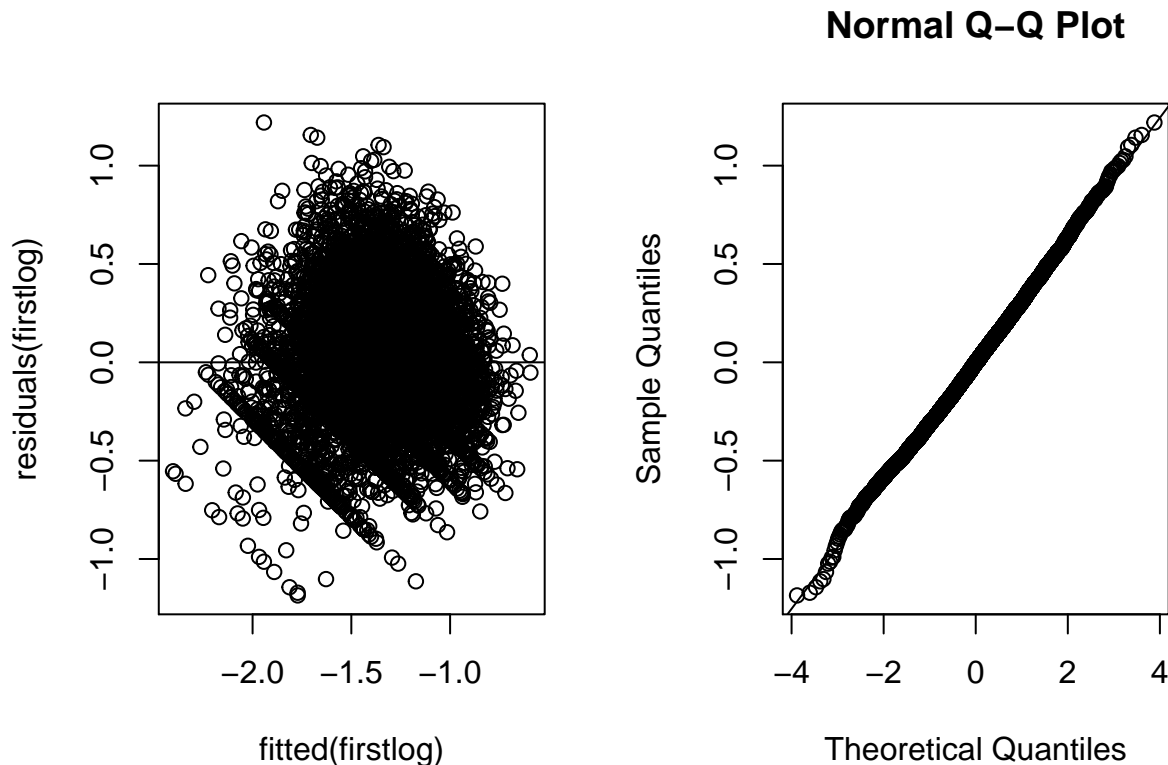 residuals(firstlog)
1.0
0.5
0.0
−0.5
−1.0
−2.0 −1.5 −1.0
fitted(firstlog)
Normal Q−Q Plot
Sample Quantiles
1.0
0.5
0.0
−0.5
−1.0
−4 −2 0 2 4
Theoretical Quantiles